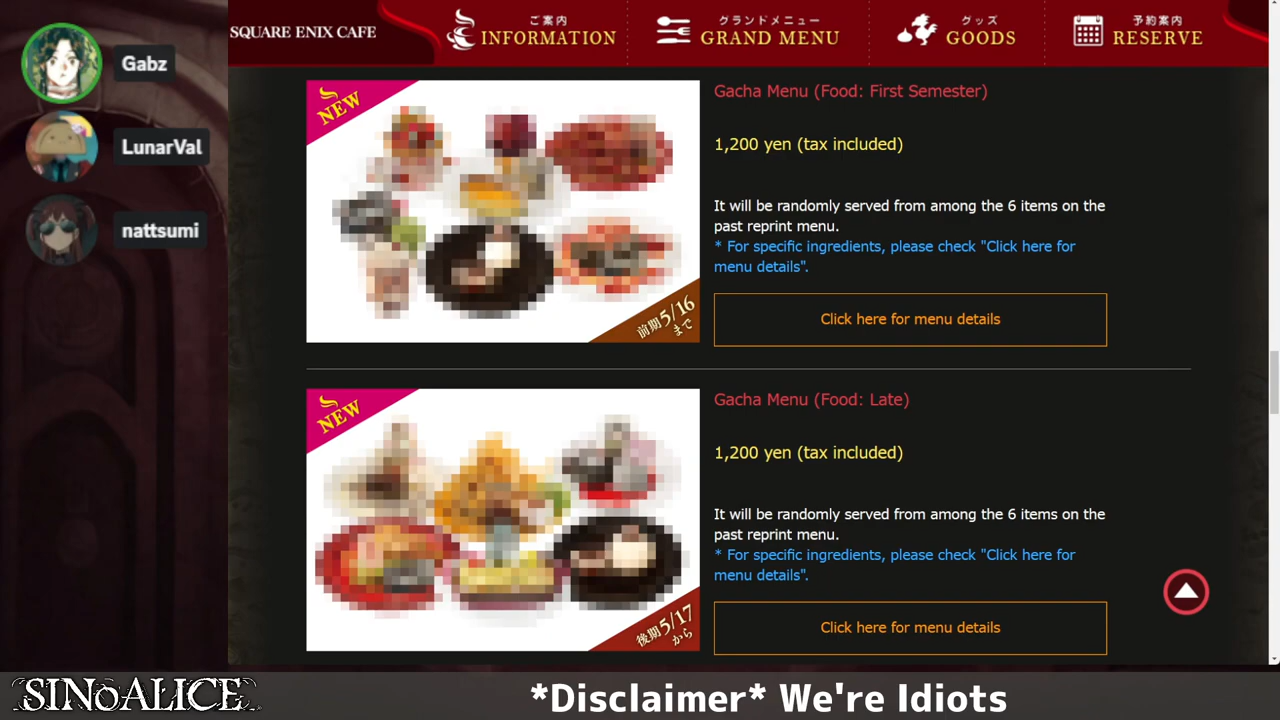 Gabz
LunarVal
nattsumi
SQUARE ENIX CAFE
ご案内
INFORMATION
グランドメニュー
GRAND MENU
グッズ
GOODS
予約案内
RESERVE
NEW
前期5/16
まで
Gacha Menu (Food: First Semester)
1,200 yen (tax included)
It will be randomly served from among the 6 items on the
past reprint menu.
* For specific ingredients, please check "Click here for
menu details".
Click here for menu details
NEW
後期5/17
から
Gacha Menu (Food: Late)
1,200 yen (tax included)
It will be randomly served from among the 6 items on the
past reprint menu.
* For specific ingredients, please check "Click here for
menu details".
Click here for menu details
SINoALICE
*Disclaimer* We're Idiots